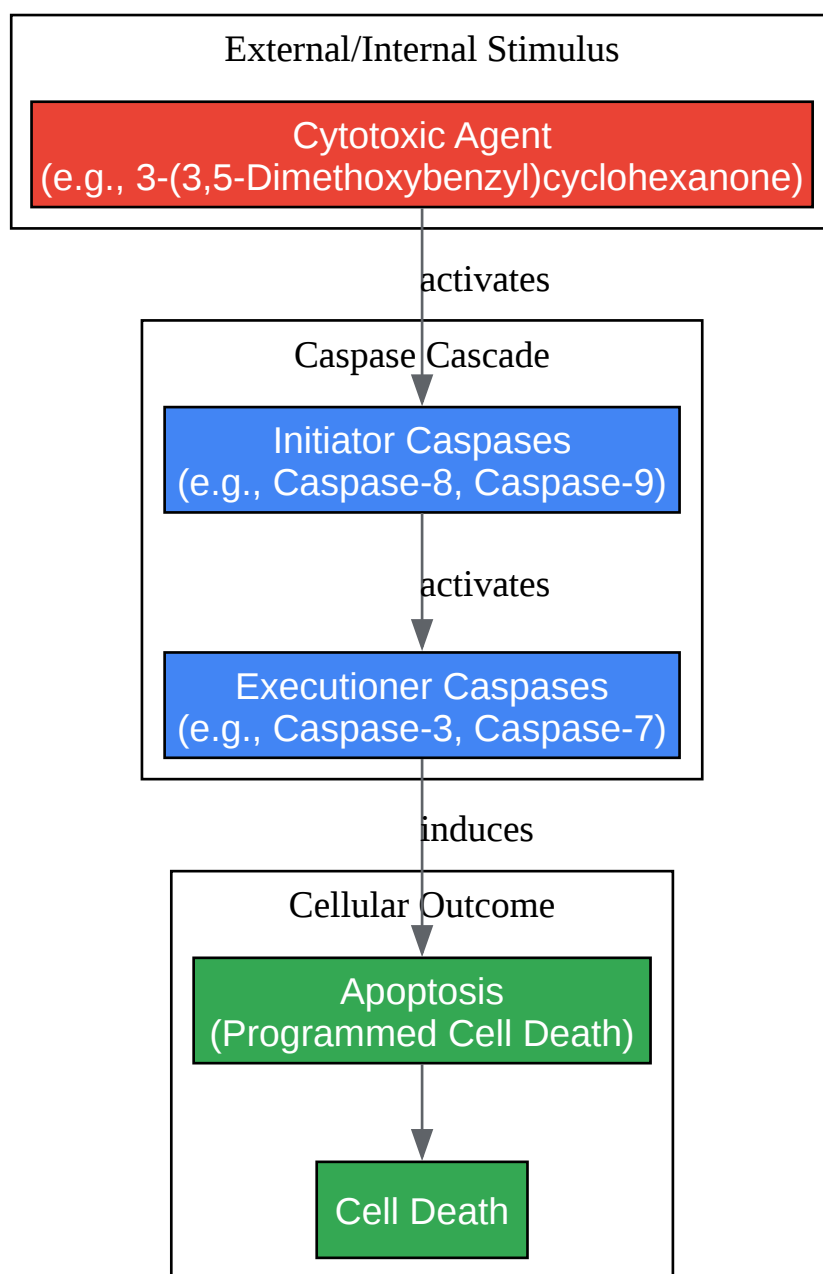 External/Internal Stimulus
Cytotoxic Agent
(e.g., 3-(3,5-Dimethoxybenzyl)cyclohexanone)
activates
Caspase Cascade
Initiator Caspases
(e.g., Caspase-8, Caspase-9)
activates
Executioner Caspases
(e.g., Caspase-3, Caspase-7)
induces
Cellular Outcome
Apoptosis
(Programmed Cell Death)
Cell Death